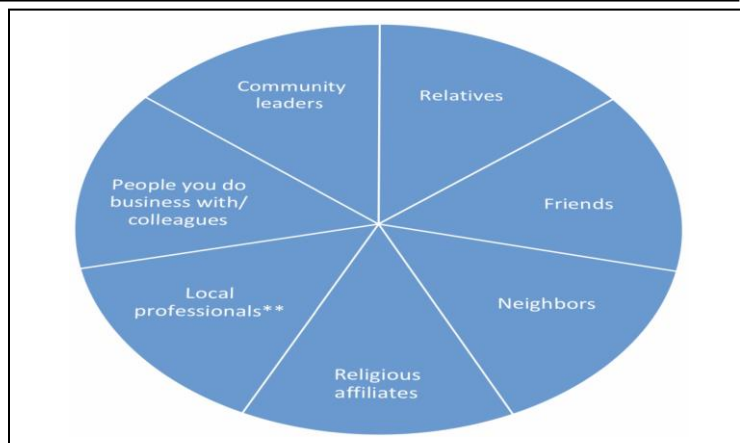 Community
leaders
Relatives
People you do
business with/
colleagues
Friends
Local
professionals**
Neighbors
Religious
affiliates